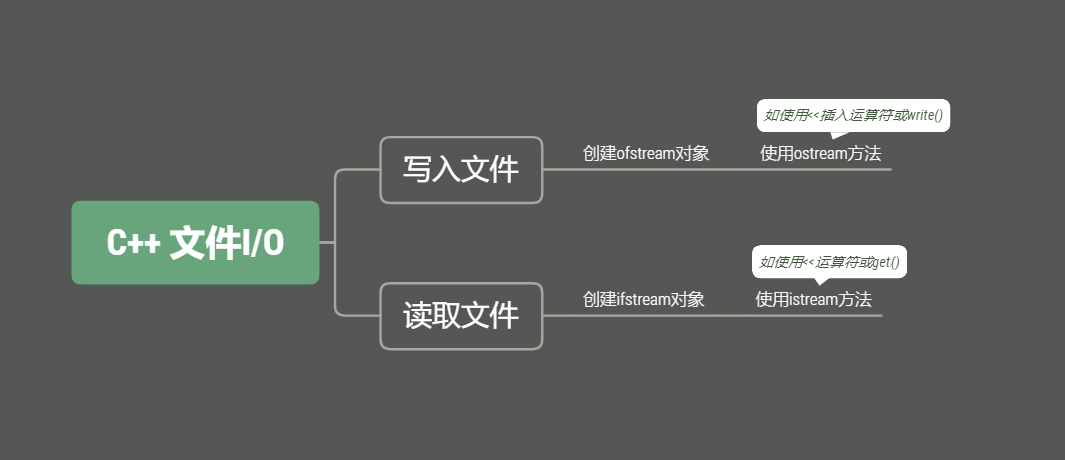 C++ 文件I/O
写入文件
创建ofstream对象
如使用<<插入运算符或write()
使用ostream方法
读取文件
创建ifstream对象
如使用<<运算符或get()
使用istream方法